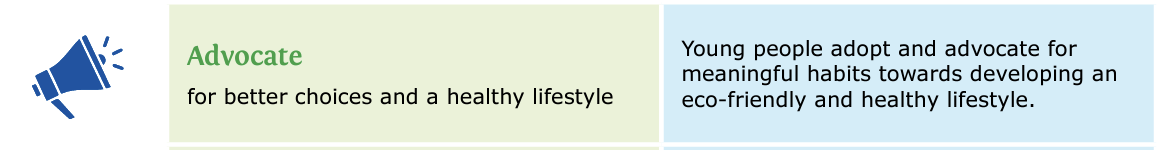 Advocate
for better choices and a healthy lifestyle
Young people adopt and advocate for
meaningful habits towards developing an
eco-friendly and healthy lifestyle.